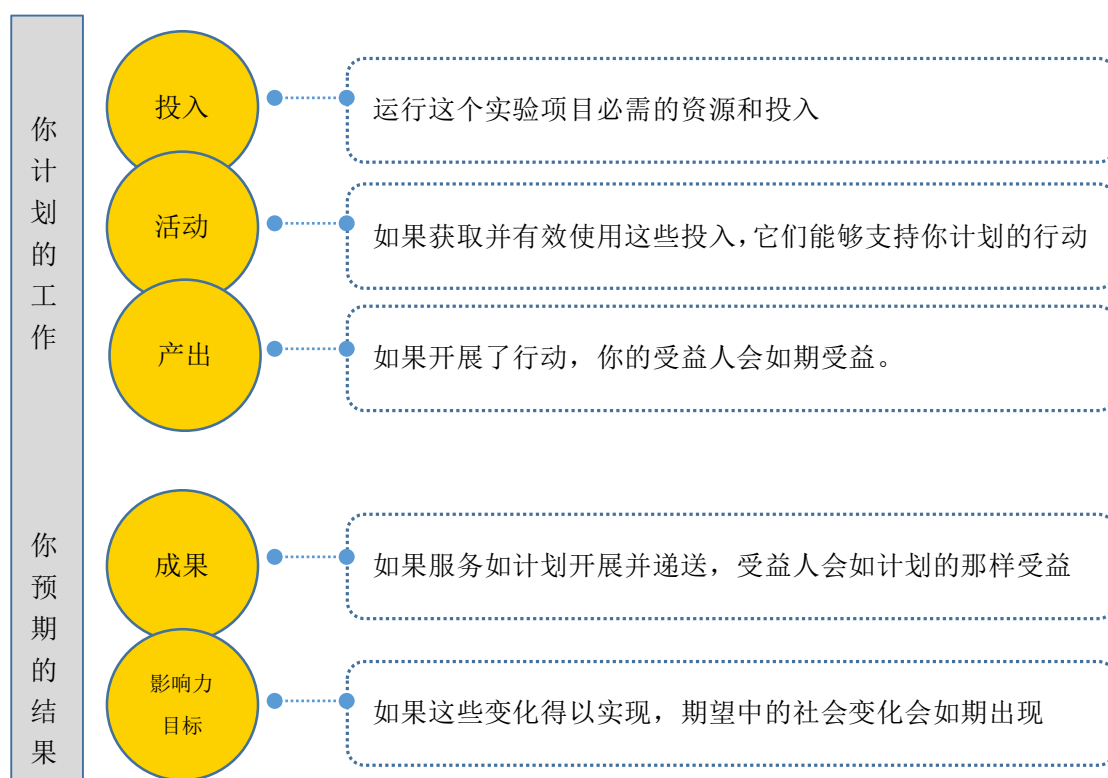 你计划的工作
投入
运行这个实验项目必需的资源和投入
活动
如果获取并有效使用这些投入，它们能够支持你计划的行动
产出
如果开展了行动，你的受益人会如期受益。
你预期的结果
成果
如果服务如计划开展并递送，受益人会如计划的那样受益
影响力
目标
如果这些变化得以实现，期望中的社会变化会如期出现